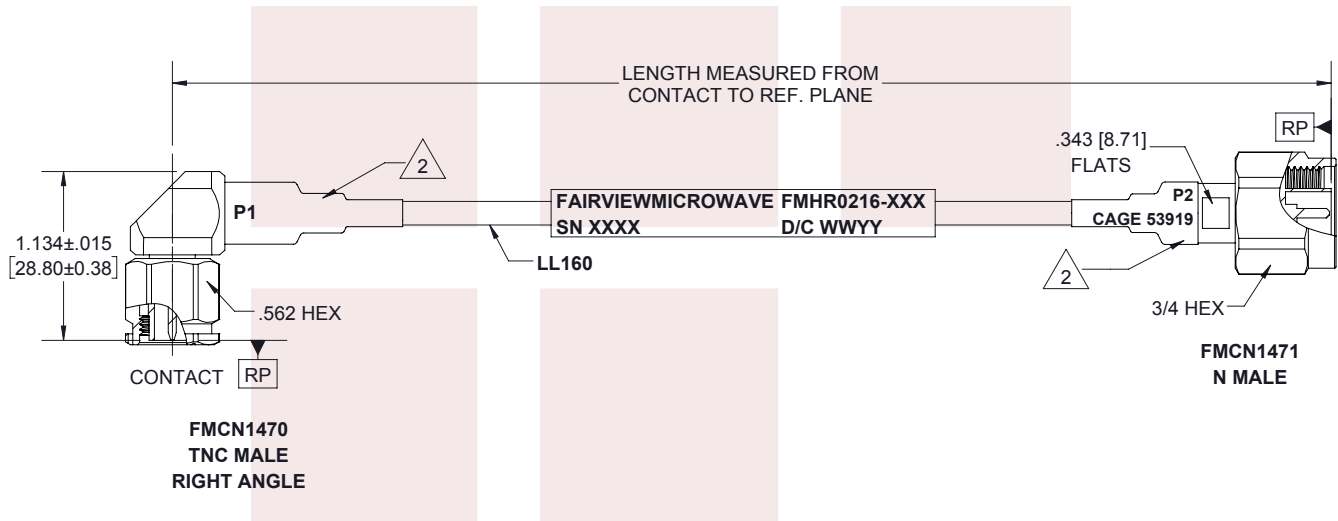 LENGTH MEASURED FROM
CONTACT TO REF. PLANE
RP
.343 [8.71]
FLATS
2
P1
FAIRVIEWMICROWAVE FMHR0216-XXX
SN XXXX D/C WWYY
P2
CAGE 53919
1.134±.015
[28.80±0.38]
LL160
2
.562 HEX
3/4 HEX
CONTACT
RP
FMCN1471
N MALE
FMCN1470
TNC MALE
RIGHT ANGLE